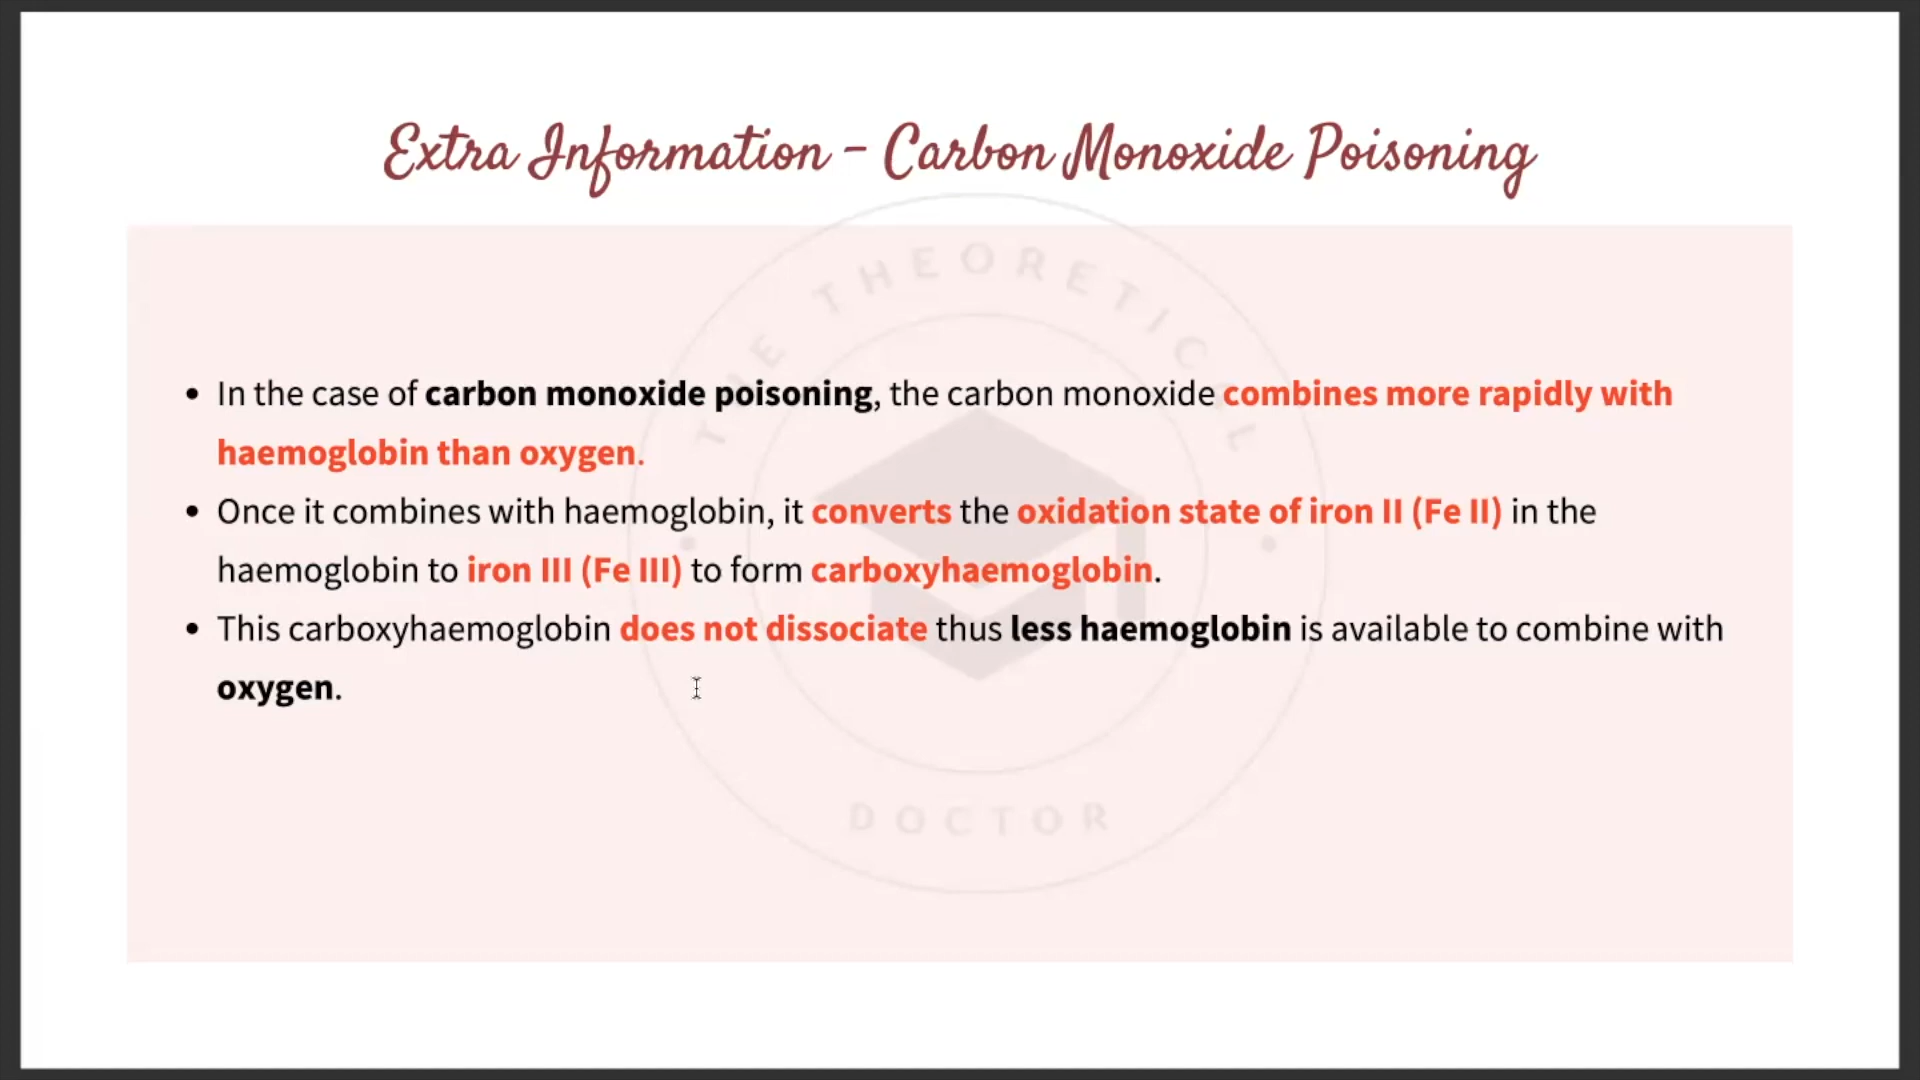 Extra Information - Carbon Monoxide Poisoning
THE THEORETICAL
• In the case of carbon monoxide poisoning, the carbon monoxide combines more rapidly with
haemoglobin than oxygen.
• Once it combines with haemoglobin, it converts the oxidation state of iron II (Fe II) in the
haemoglobin to iron III (Fe III) to form carboxyhaemoglobin.
• This carboxyhaemoglobin does not dissociate thus less haemoglobin is available to combine with
oxygen.
DOCTOR